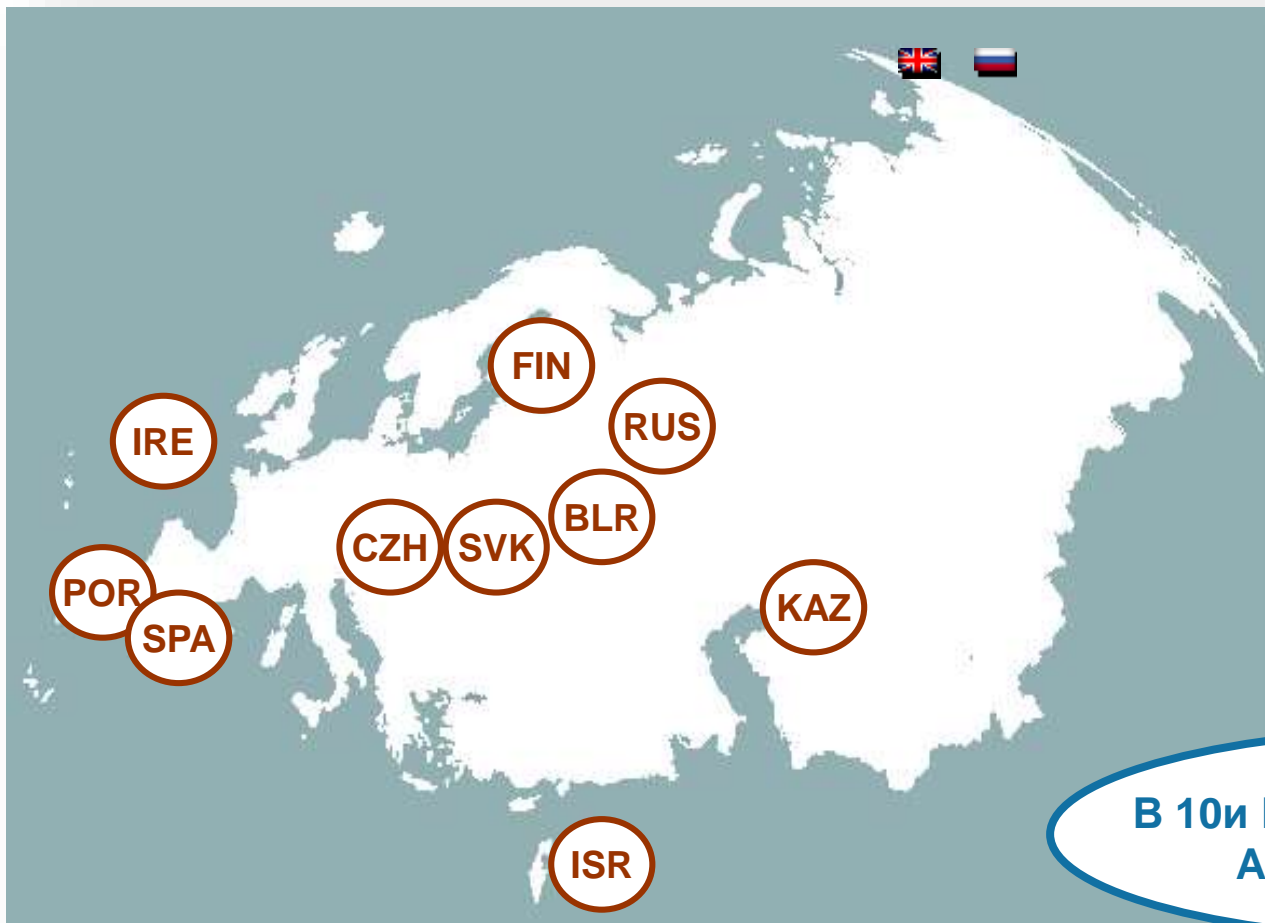 FIN
RUS
IRE
BLR
CZH
SVK
POR
KAZ
SPA
ISR
В 10и